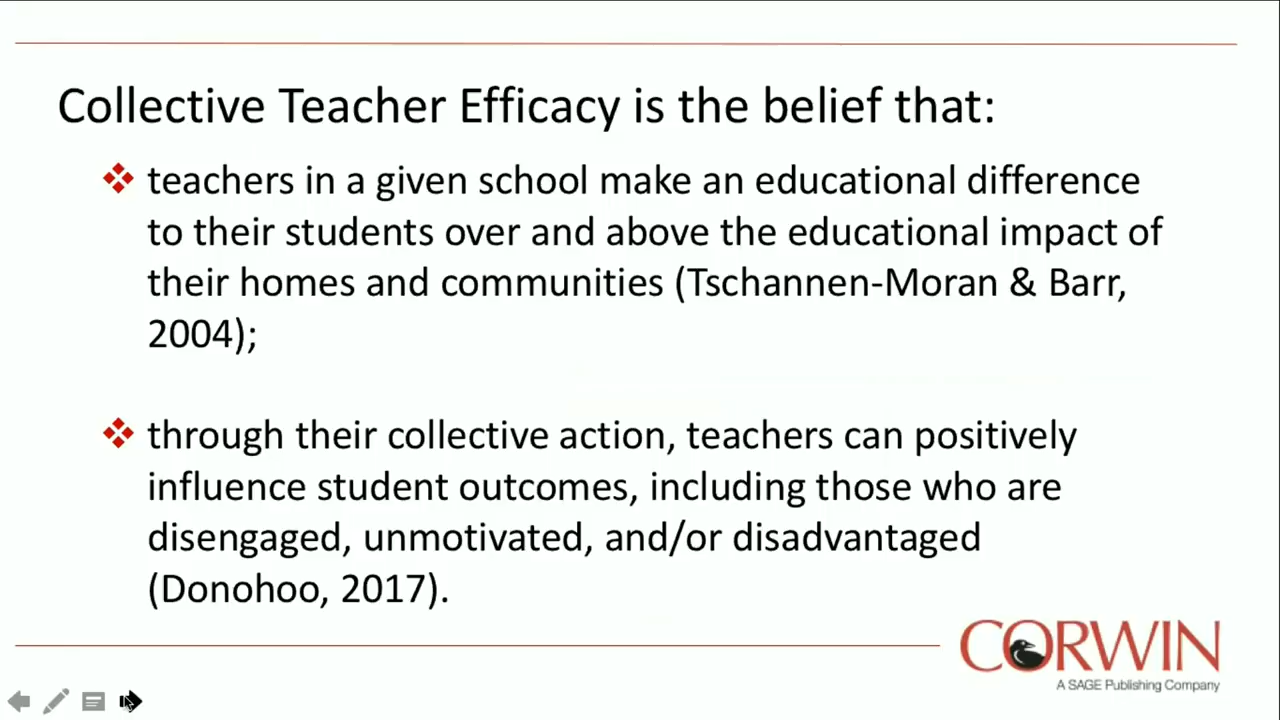 Collective Teacher Efficacy is the belief that:
teachers in a given school make an educational difference
to their students over and above the educational impact of
their homes and communities (Tschannen-Moran & Barr,
2004);
through their collective action, teachers can positively
influence student outcomes, including those who are
disengaged, unmotivated, and/or disadvantaged
(Donohoo, 2017).
CORWIN
A SAGE Publishing Company